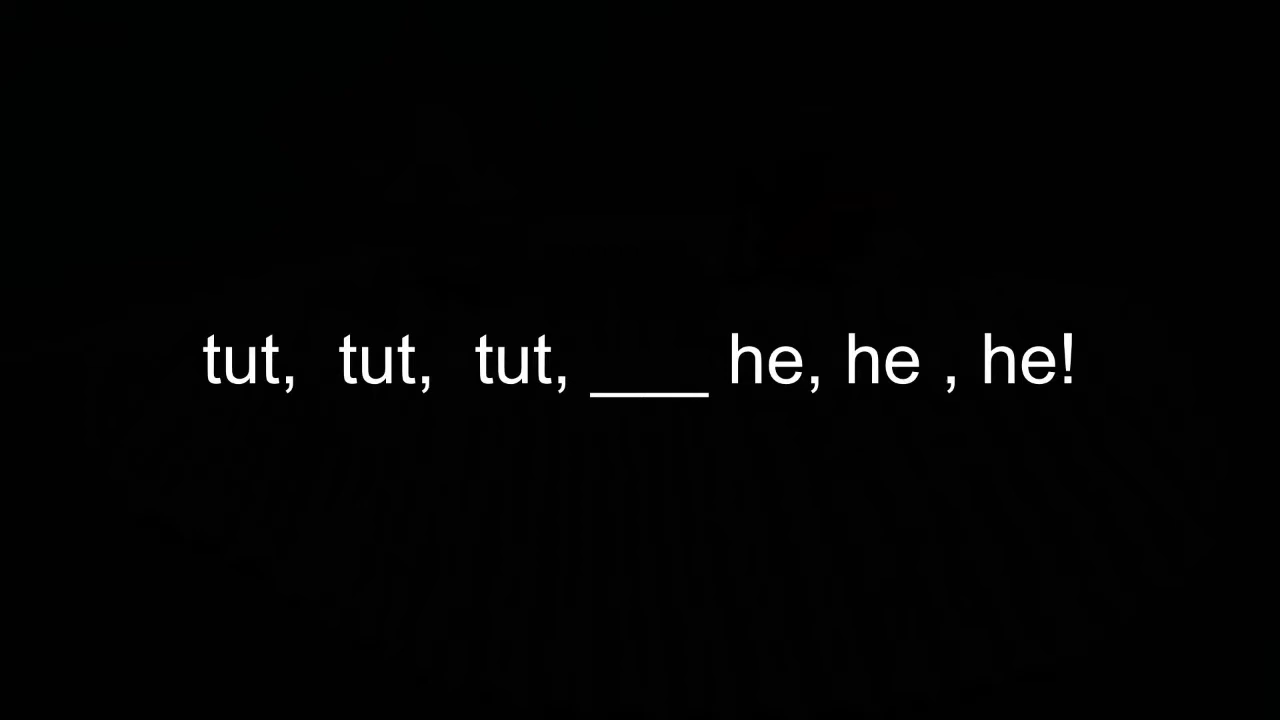 tut,  tut,  tut, ___ he, he , he!